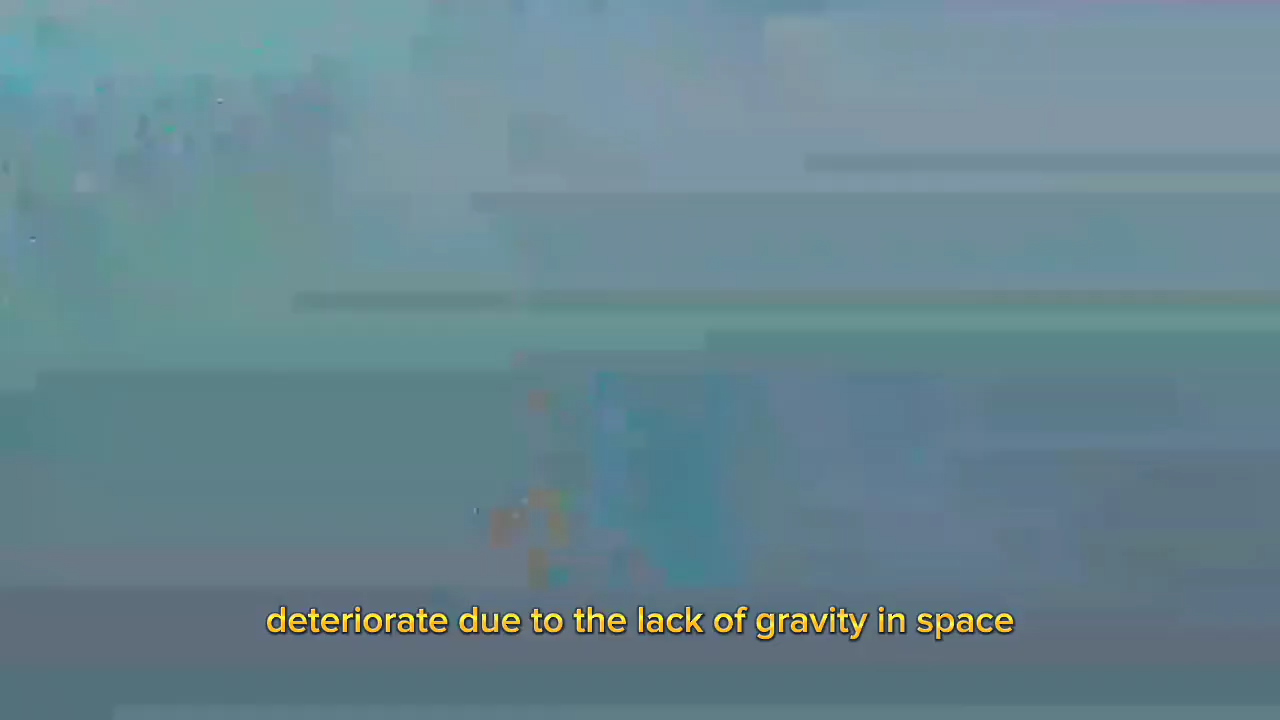 deteriorate due to the lack of gravity in space